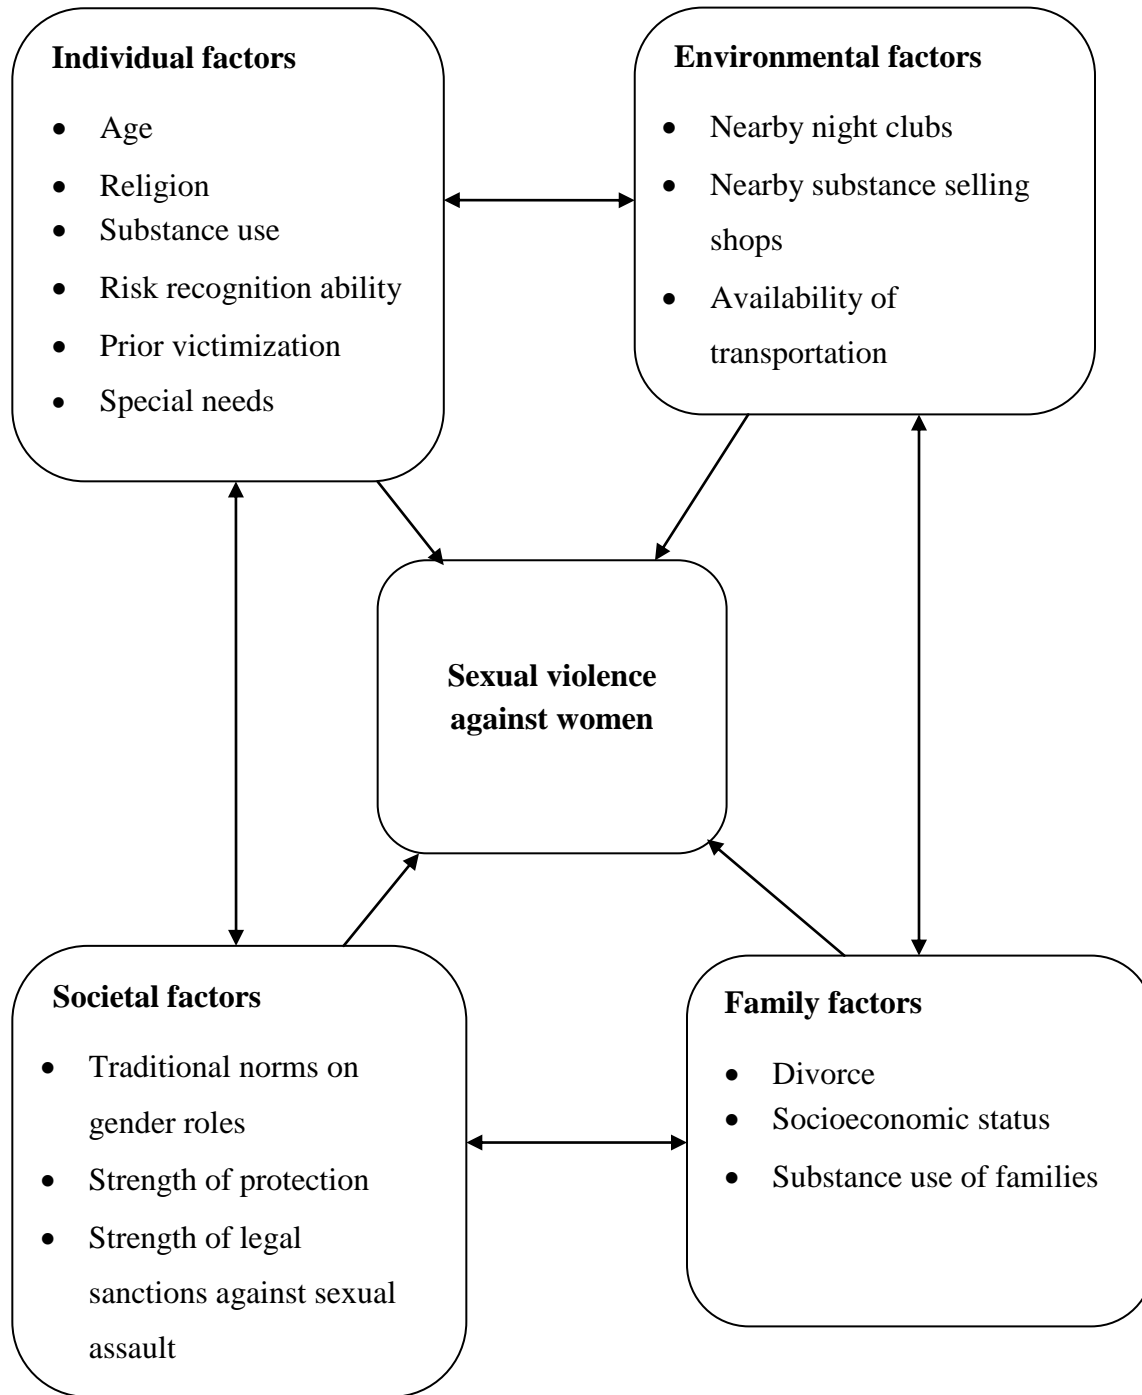 Individual factors
• Age
• Religion
• Substance use
• Risk recognition ability
• Prior victimization
• Special needs
Environmental factors
• Nearby night clubs
• Nearby substance selling
shops
• Availability of
transportation
Sexual violence
against women
Societal factors
• Traditional norms on
gender roles
• Strength of protection
• Strength of legal
sanctions against sexual
assault
Family factors
• Divorce
• Socioeconomic status
• Substance use of families